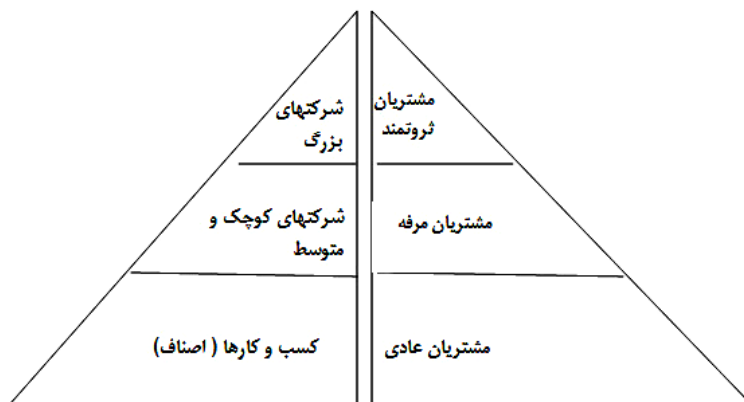 مشتریان
ثروتمند
شرکتهای
بزرگ
مشتریان مرفه
شرکتهای کوچک و
متوسط
مشتریان عادی
کسب و کارها ( اصناف)